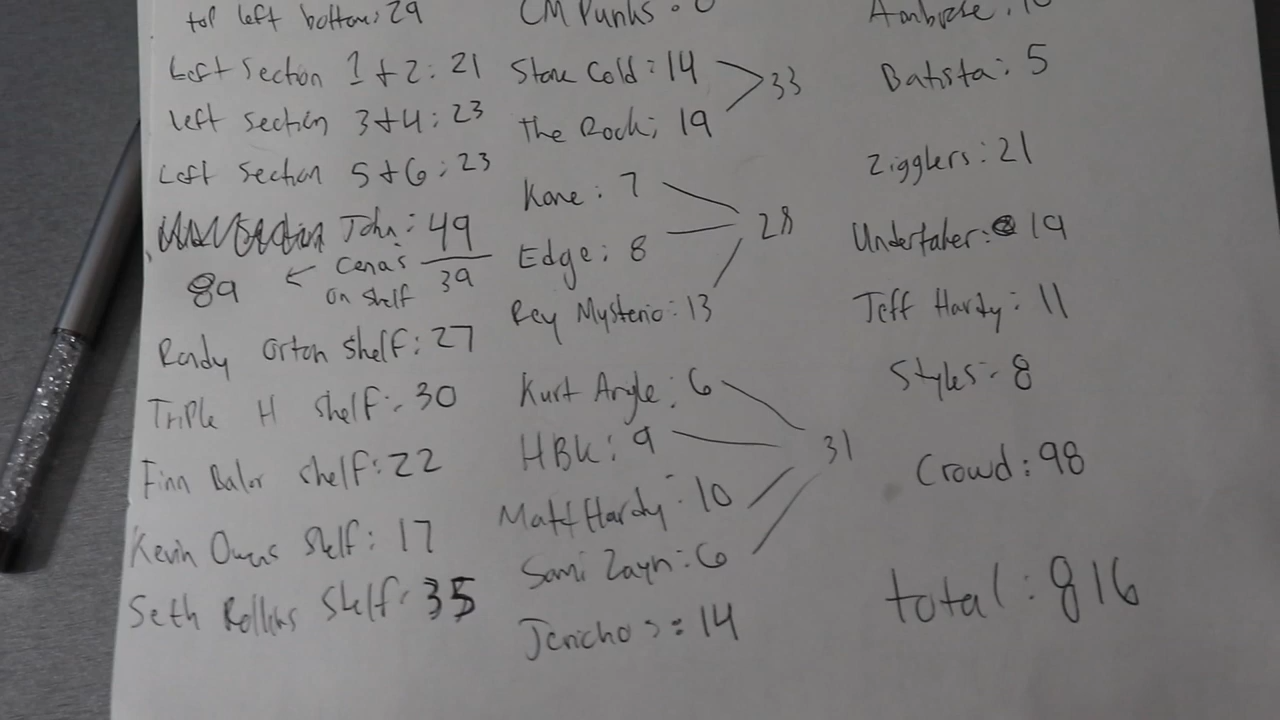 top left bottom: 29
Left Section 1 + 2: 21
left section 3+4: 23
Left Section 5+6: 23
John: 49
Cenas 39
89 ← on shelf
Randy Orton Shelf: 27
Triple H Shelf: 30
Finn Balor Shelf: 22
Kevin Owens Shelf: 17
Seth Rollins Shelf: 35
CM Punks: 6
Stone Cold: 14
33
The Rock: 19
Kane: 7
28
Edge: 8
Rey Mysterio: 13
Kurt Angle: 6
HBK: 9
31
Matt Hardy: 10
Sami Zayn: 6
Jericho's: 14
Batista: 5
Zigglers: 21
Undertaker: 19
Jeff Hardy: 11
Styles: 8
Crowd: 98
total: 816